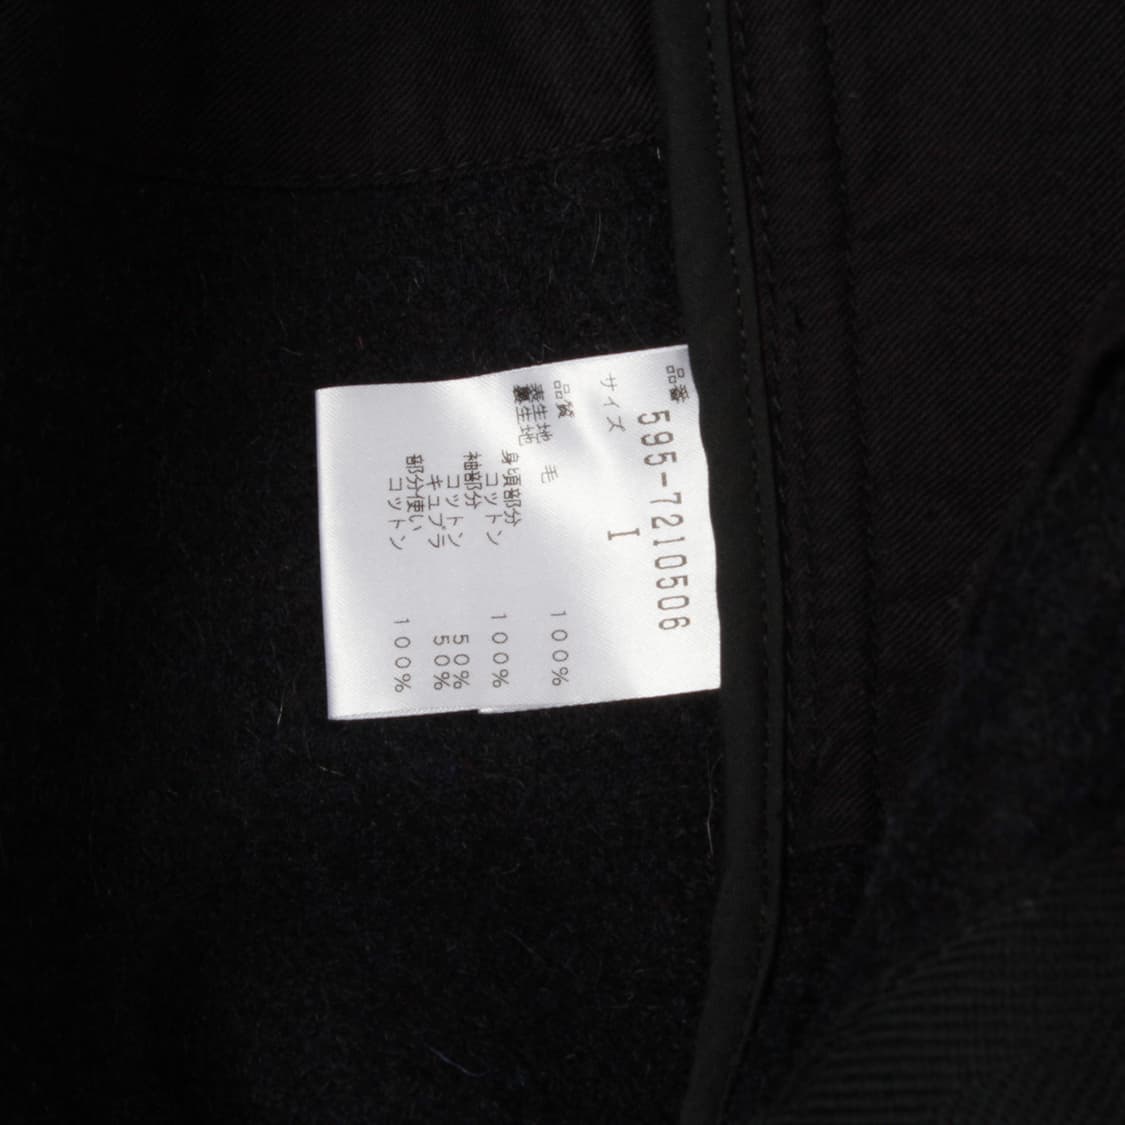 品番 595-7210506
サイズ I
品質
表生地 毛 100%
裏生地
身頃部分
コットン 100%
袖部分
コットン 50%
キュプラ 50%
部分使い
コットン 100%